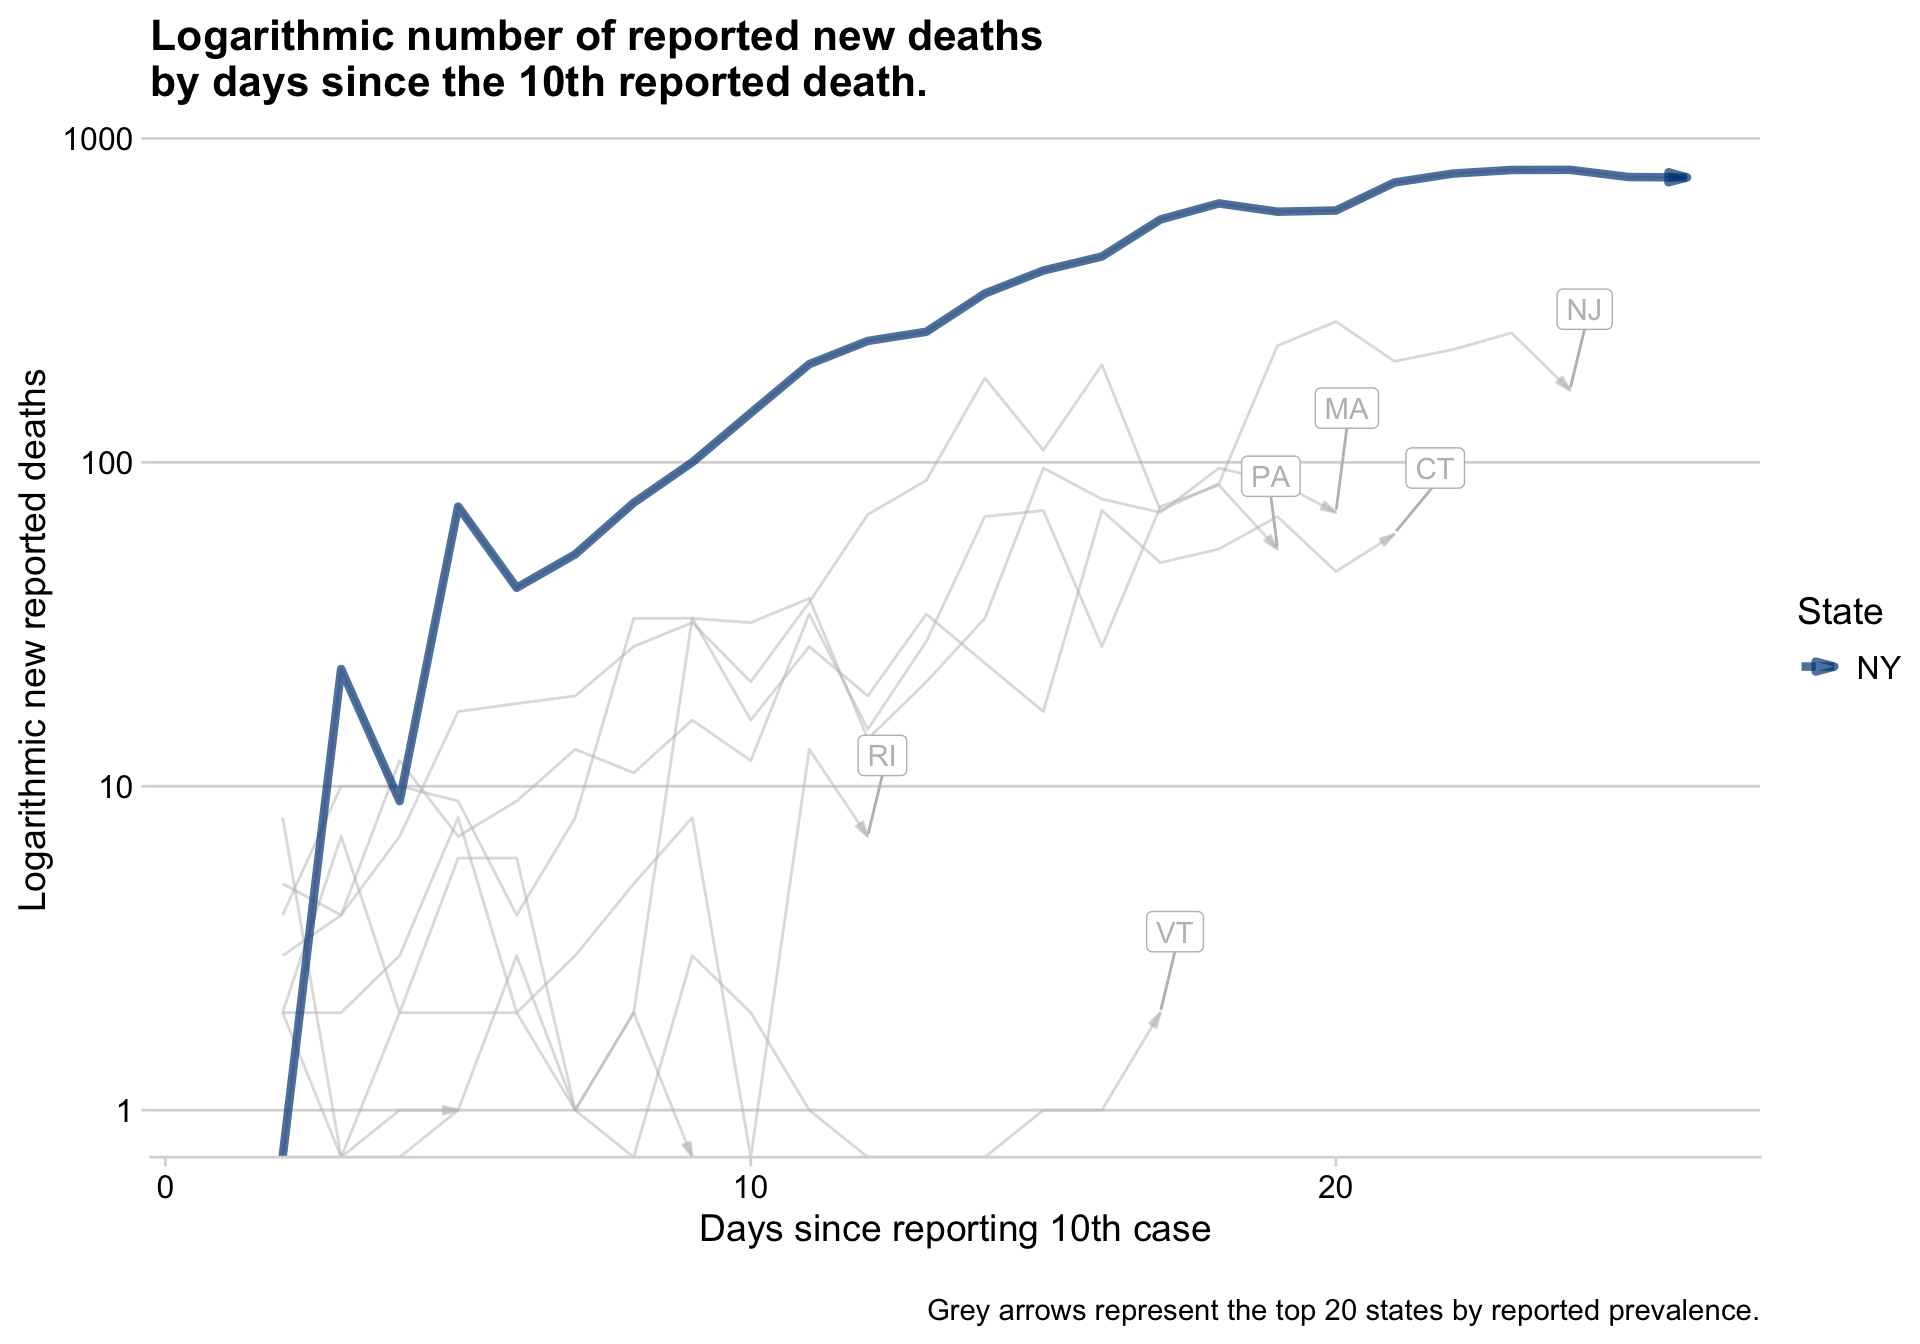 Logarithmic number of reported new deaths
by days since the 10th reported death.
1000
100
10
1
Logarithmic new reported deaths
NJ
MA
CT
PA
RI
VT
State
NY
0
10
20
Days since reporting 10th case
Grey arrows represent the top 20 states by reported prevalence.